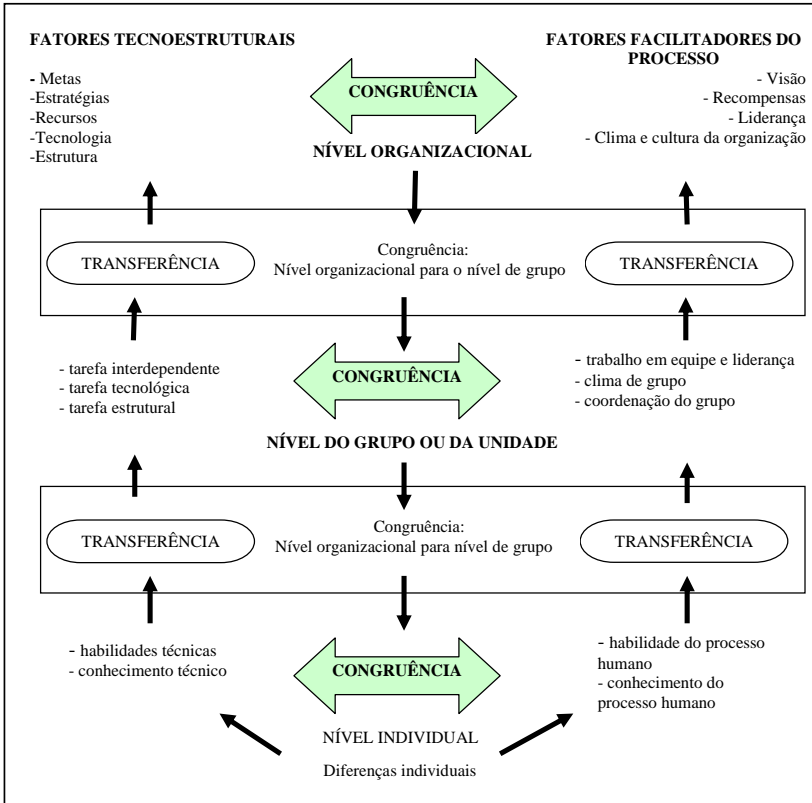 FATORES TECNOESTRUTURAIS
- Metas
-Estratégias
-Recursos
-Tecnologia
-Estrutura
CONGRUÊNCIA
FATORES FACILITADORES DO
PROCESSO
- Visão
- Recompensas
- Liderança
- Clima e cultura da organização
NÍVEL ORGANIZACIONAL
TRANSFERÊNCIA
Congruência:
Nível organizacional para o nível de grupo
TRANSFERÊNCIA
- tarefa interdependente
- tarefa tecnológica
- tarefa estrutural
CONGRUÊNCIA
- trabalho em equipe e liderança
- clima de grupo
- coordenação do grupo
NÍVEL DO GRUPO OU DA UNIDADE
TRANSFERÊNCIA
Congruência:
Nível organizacional para nível de grupo
TRANSFERÊNCIA
- habilidades técnicas
- conhecimento técnico
CONGRUÊNCIA
- habilidade do processo
humano
- conhecimento do
processo humano
NÍVEL INDIVIDUAL
Diferenças individuais